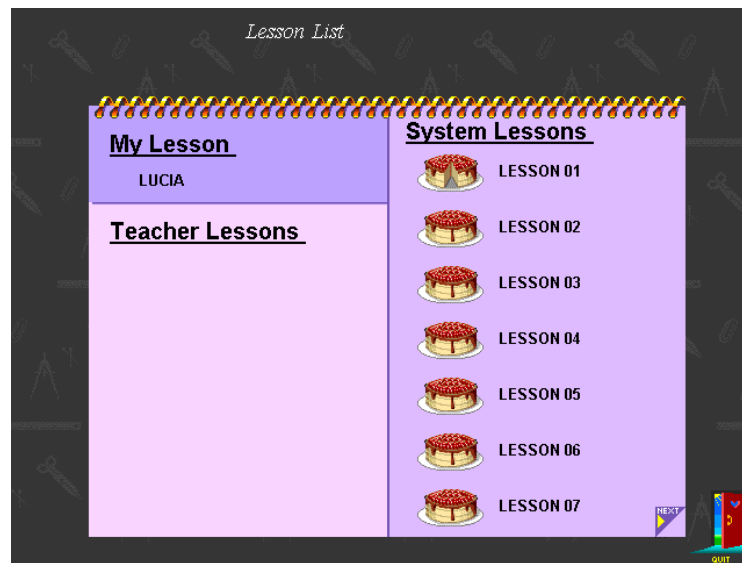 Lesson List
My Lesson
LUCIA
Teacher Lessons
System Lessons
LESSON 01
LESSON 02
LESSON 03
LESSON 04
LESSON 05
LESSON 06
LESSON 07
NEXT
QUIT